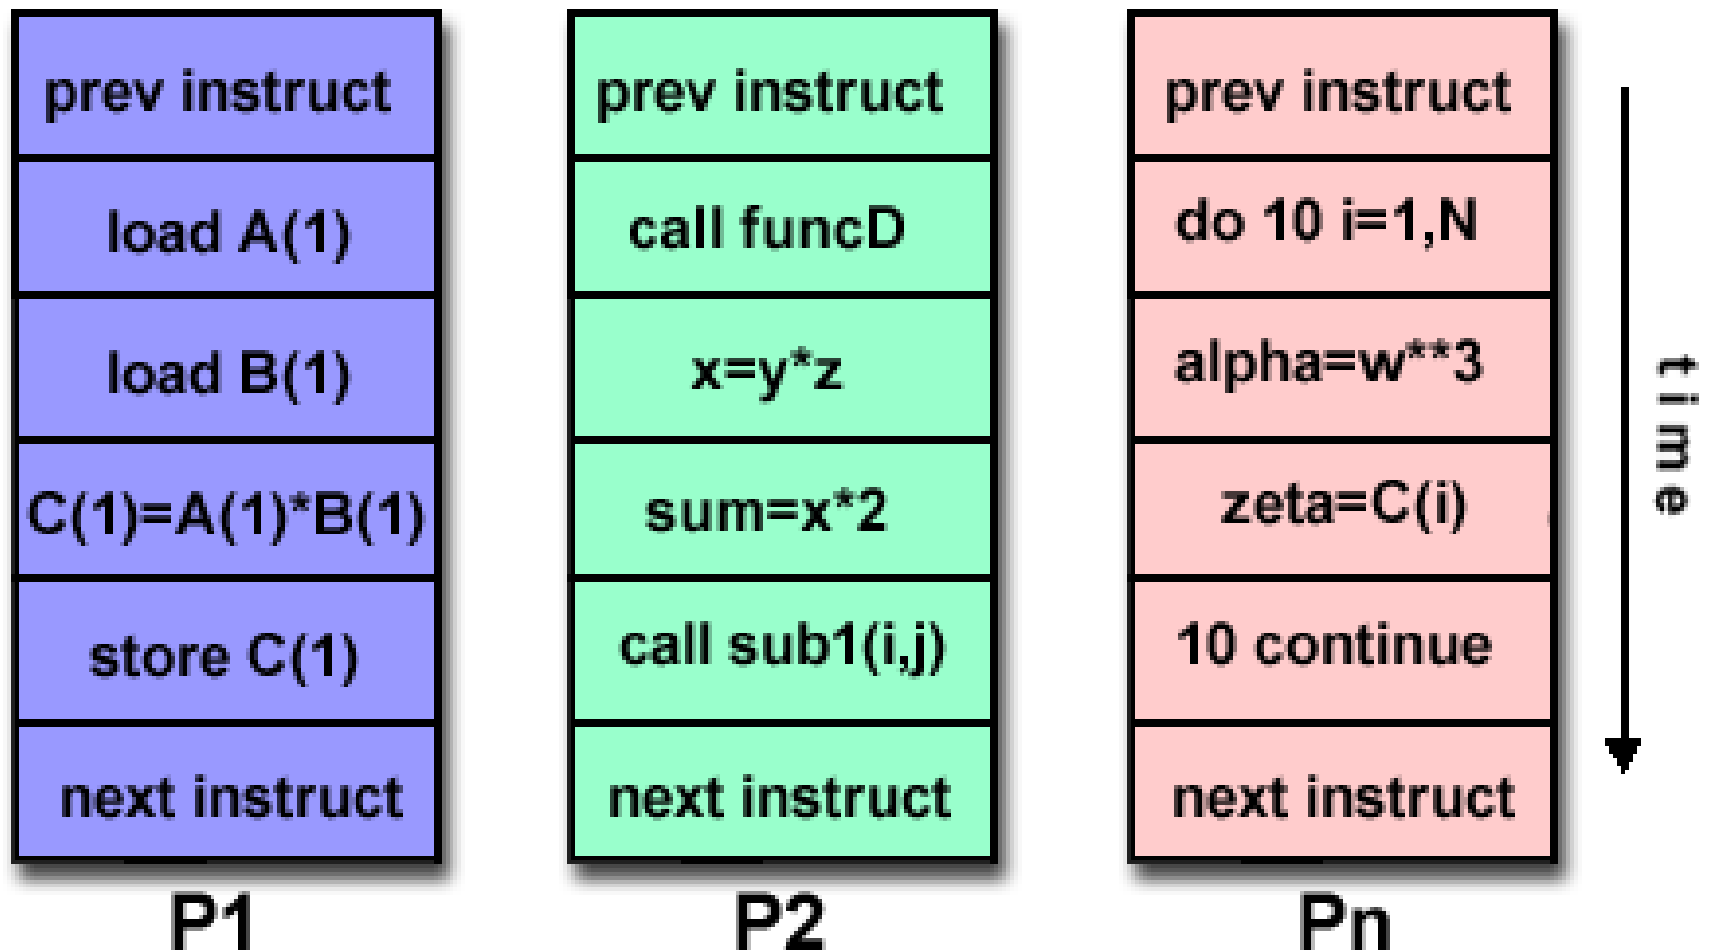 prev instruct
load A(1)
load B(1)
C(1)=A(1)*B(1)
store C(1)
next instruct
P1
prev instruct
call funcD
x=y*z
sum=x*2
call sub1(i,j)
next instruct
P2
prev instruct
do 10 i=1,N
alpha=w**3
zeta=C(i)
10 continue
next instruct
Pn
time